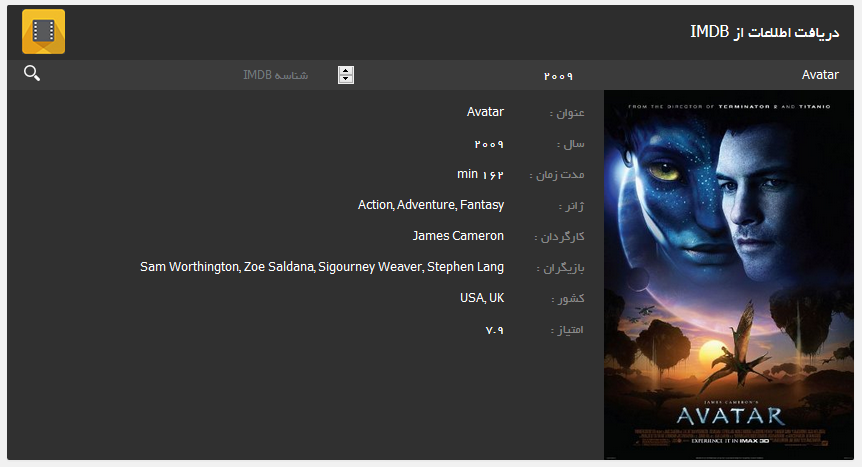 دریافت اطلاعات از IMDB
Avatar
۲۰۰۹
شناسه IMDB
عنوان : Avatar
سال : ۲۰۰۹
مدت زمان : ۱۶۲ min
ژانر : Action, Adventure, Fantasy
کارگردان : James Cameron
بازیگران : Sam Worthington, Zoe Saldana, Sigourney Weaver, Stephen Lang
کشور : USA, UK
امتیاز : ۷.۹
FROM THE DIRECTOR OF TERMINATOR 2 AND TITANIC
JAMES CAMERON'S
AVATAR
EXPERIENCE IT IN IMAX 3D